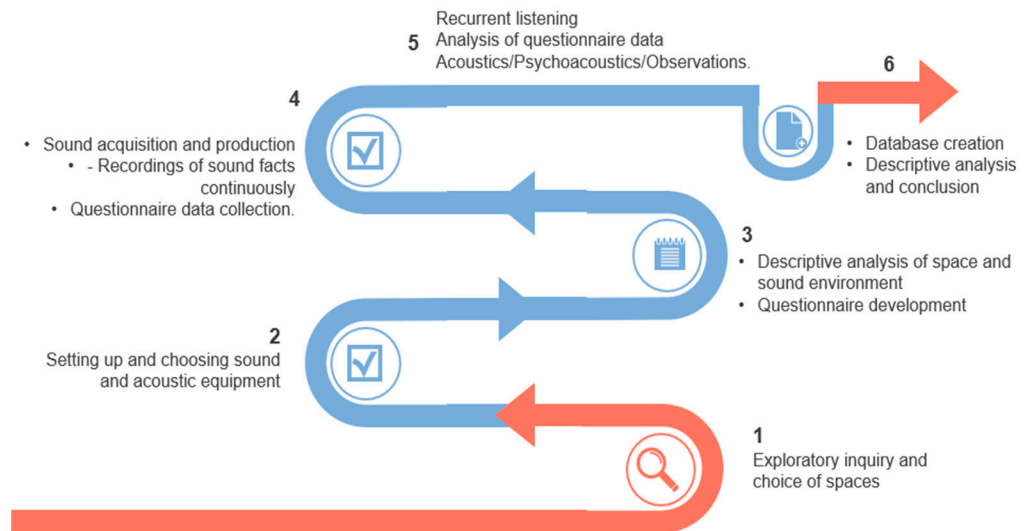 Recurrent listening
5 Analysis of questionnaire data
Acoustics/Psychoacoustics/Observations.
6
• Database creation
• Descriptive analysis
and conclusion
4
• Sound acquisition and production
• - Recordings of sound facts
continuously
• Questionnaire data collection.
3
• Descriptive analysis of space and
sound environment
• Questionnaire development
2
Setting up and choosing sound
and acoustic equipment
1
Exploratory inquiry and
choice of spaces